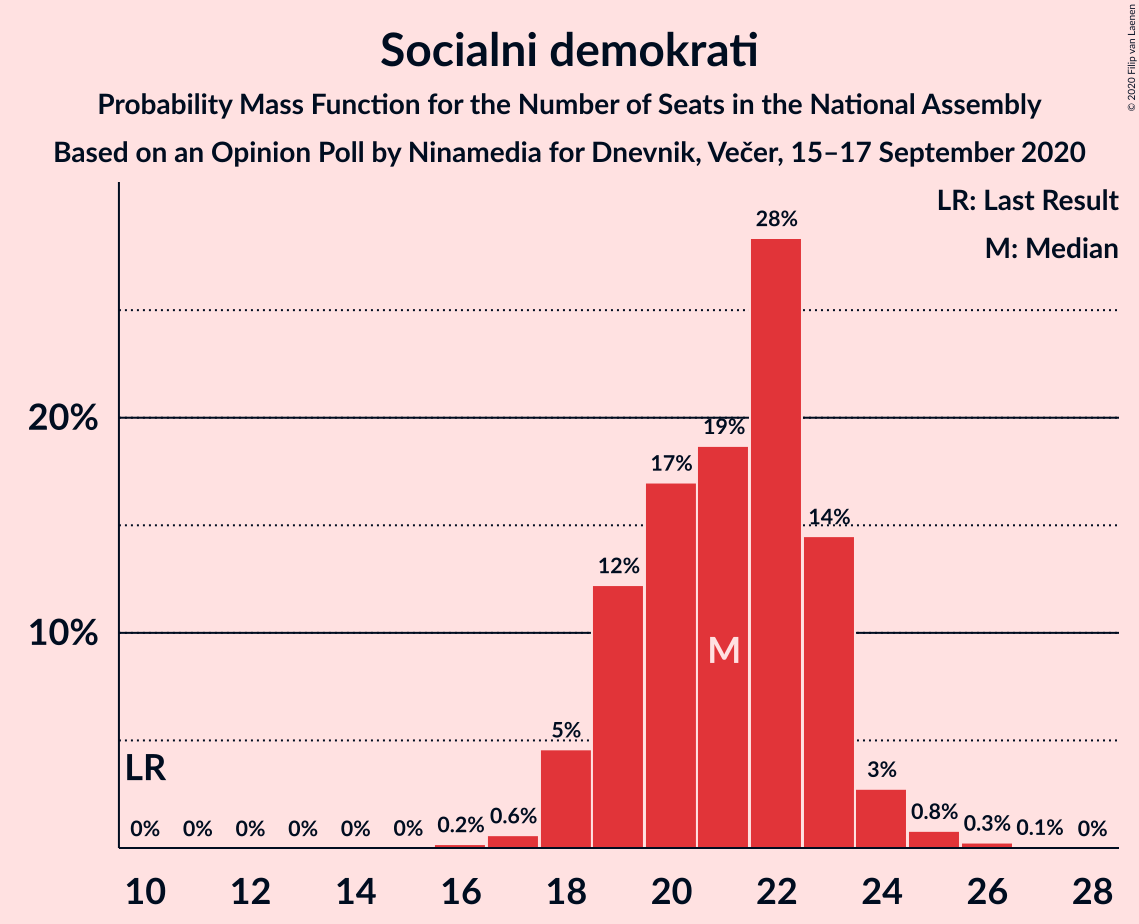 Socialni demokrati
Probability Mass Function for the Number of Seats in the National Assembly
Based on an Opinion Poll by Ninamedia for Dnevnik, Večer, 15–17 September 2020
© 2020 Filip van Laenen
LR: Last Result
M: Median
28%
20%
19%
17%
14%
12%
10%
M
5%
LR
3%
0% 0% 0% 0% 0% 0% 0.2% 0.6% 0.8% 0.3% 0.1% 0%
10 12 14 16 18 20 22 24 26 28